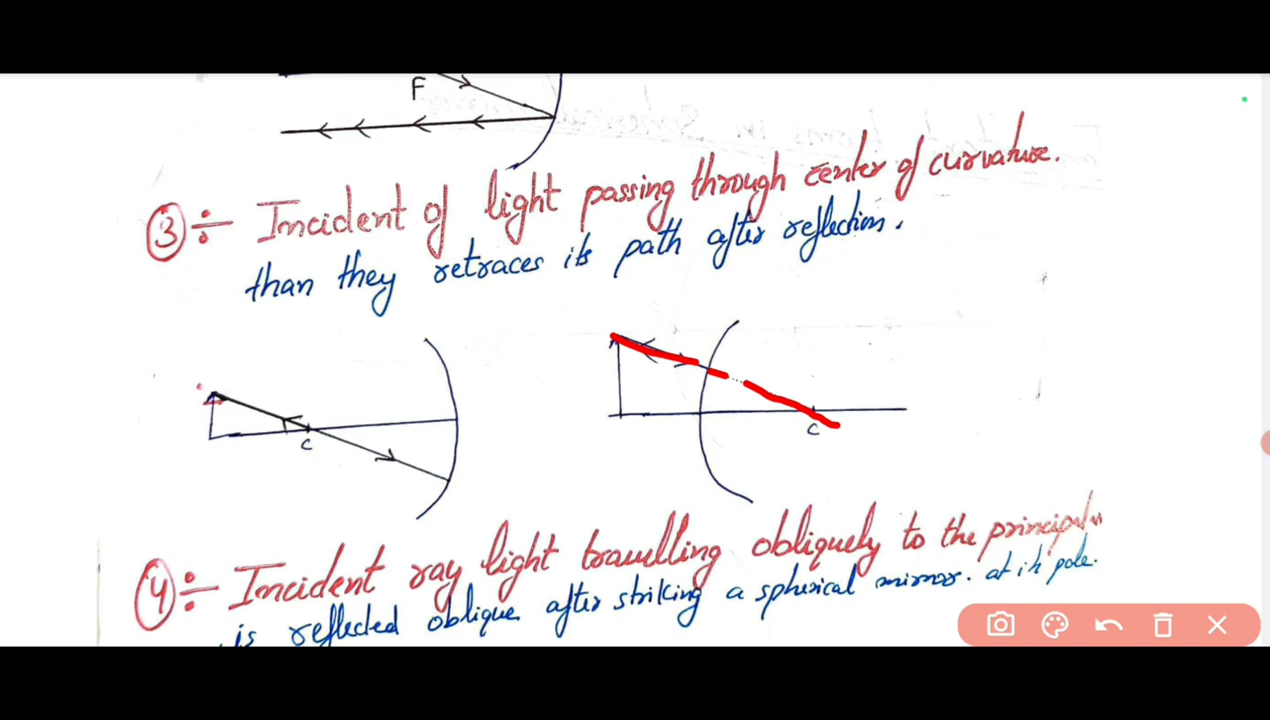 F
③÷ Incident of light passing through center of curvature.
than they retraces its path after reflection.
C
C
④÷ Incident ray light travelling obliquely to the principal
is reflected oblique after striking a spherical mirror. at its pole.